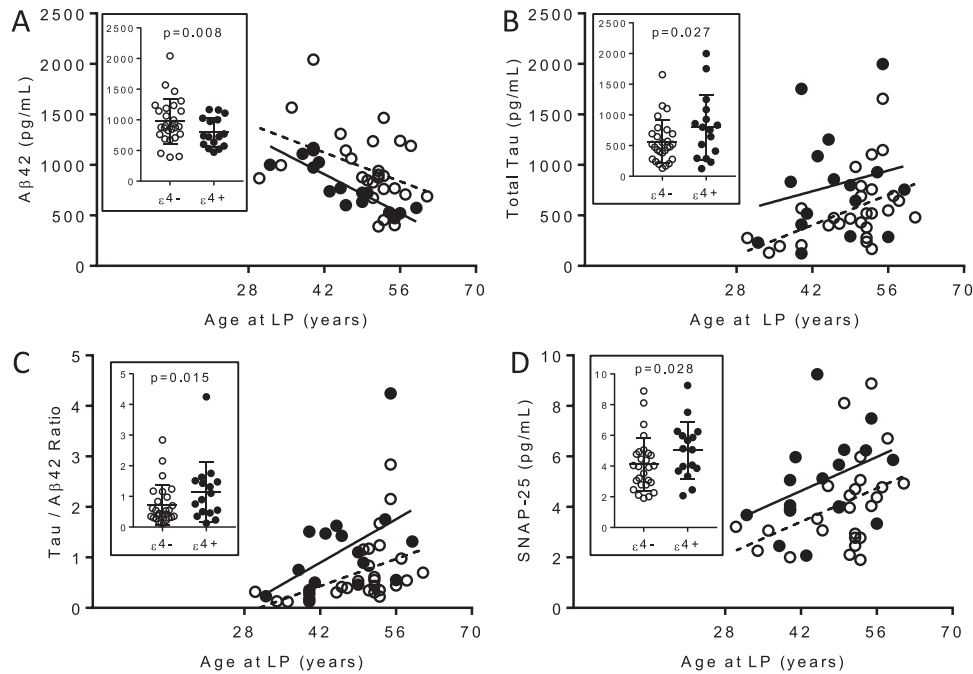 A
Aβ42 (pg/mL)
2500
2000
1500
1000
500
0
28 42 56 70
Age at LP (years)
p=0.008
2500
2000
1500
1000
500
0
ε4- ε4+
B
Total Tau (pg/mL)
2500
2000
1500
1000
500
0
28 42 56 70
Age at LP (years)
p=0.027
2500
2000
1500
1000
500
0
ε4- ε4+
C
Tau / Aβ42 Ratio
5
4
3
2
1
0
28 42 56 70
Age at LP (years)
p=0.015
5
4
3
2
1
0
ε4- ε4+
D
SNAP-25 (pg/mL)
10
8
6
4
2
0
28 42 56 70
Age at LP (years)
p=0.028
10
8
6
4
2
0
ε4- ε4+